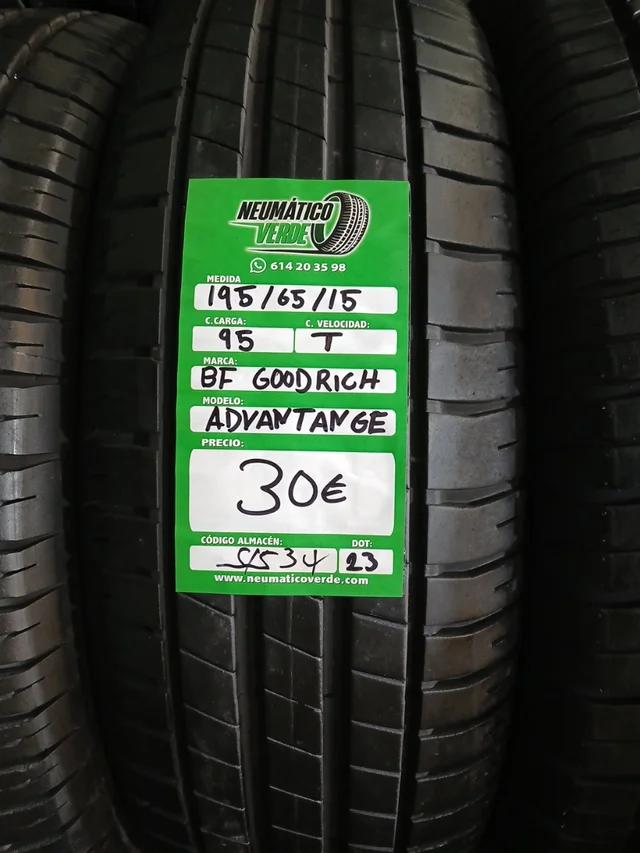 NEUMÁTICO
VERDE
614 20 35 98
MEDIDA
195/65/15
C.CARGA: C. VELOCIDAD:
95 T
MARCA:
BF GOODRICH
MODELO:
ADVANTANGE
PRECIO:
30€
CÓDIGO ALMACÉN: DOT:
23
www.neumaticoverde.com